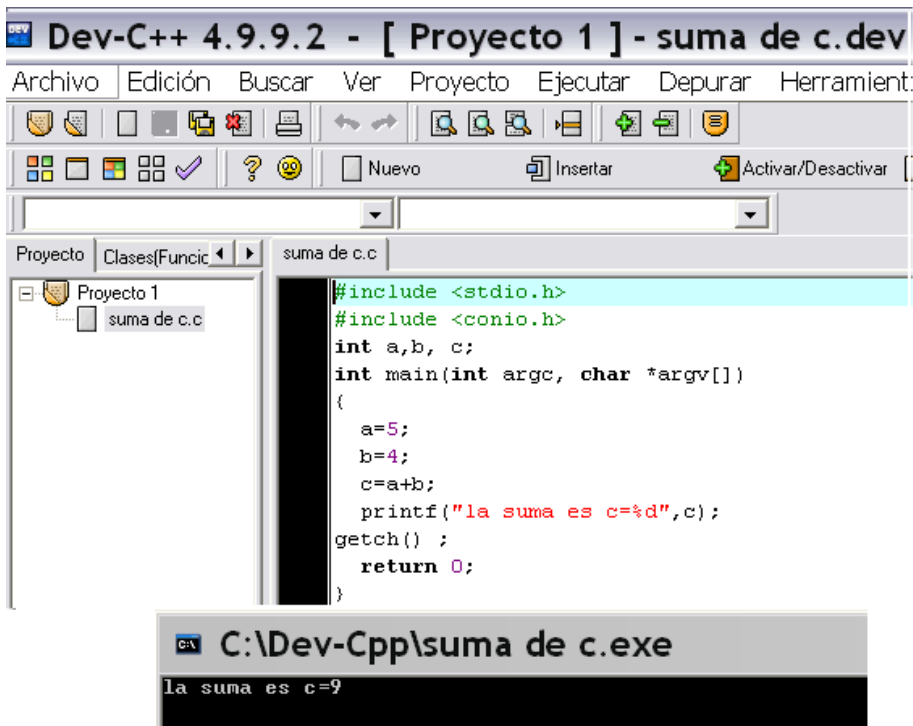 Dev-C++ 4.9.9.2 - [ Proyecto 1 ] - suma de c.dev
Archivo Edición Buscar Ver Proyecto Ejecutar Depurar Herramient
Nuevo Insertar Activar/Desactivar
Proyecto Clases(Funcic suma de c.c
Proyecto 1
suma de c.c
#include <stdio.h>
#include <conio.h>
int a,b, c;
int main(int argc, char *argv[])
{
a=5;
b=4;
c=a+b;
printf("la suma es c=%d",c);
getch() ;
return 0;
}
C:\Dev-Cpp\suma de c.exe
la suma es c=9